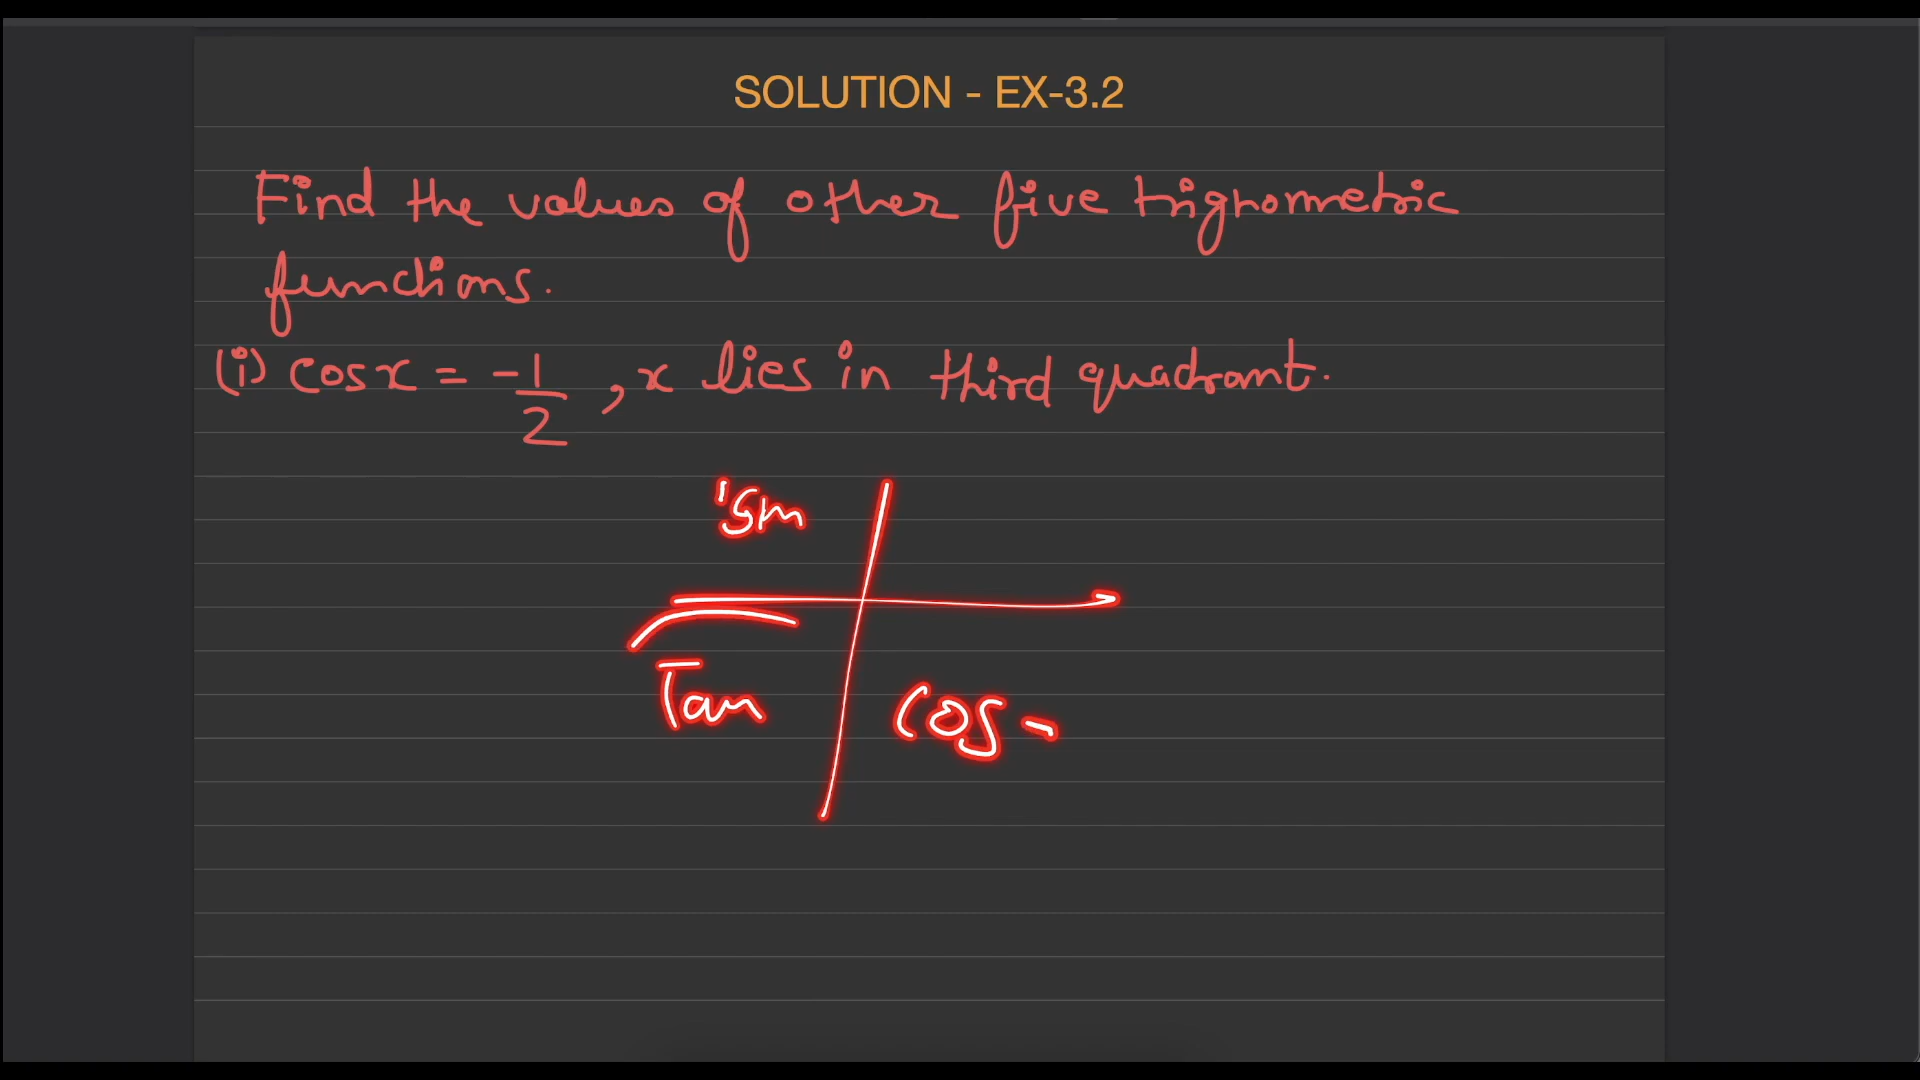 SOLUTION - EX-3.2
Find the values of other five trignometric
functions.
(i) cos x = -1/2, x lies in third quadrant.
Sin
Tan
Cos -